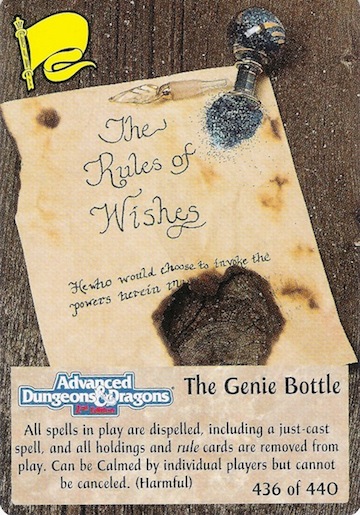 The
Rules of
Wishes
He who would choose to invoke the
powers herein
Advanced
Dungeons & Dragons
2nd Edition
The Genie Bottle
All spells in play are dispelled, including a just-cast
spell, and all holdings and rule cards are removed from
play. Can be Calmed by individual players but cannot
be canceled. (Harmful)
436 of 440